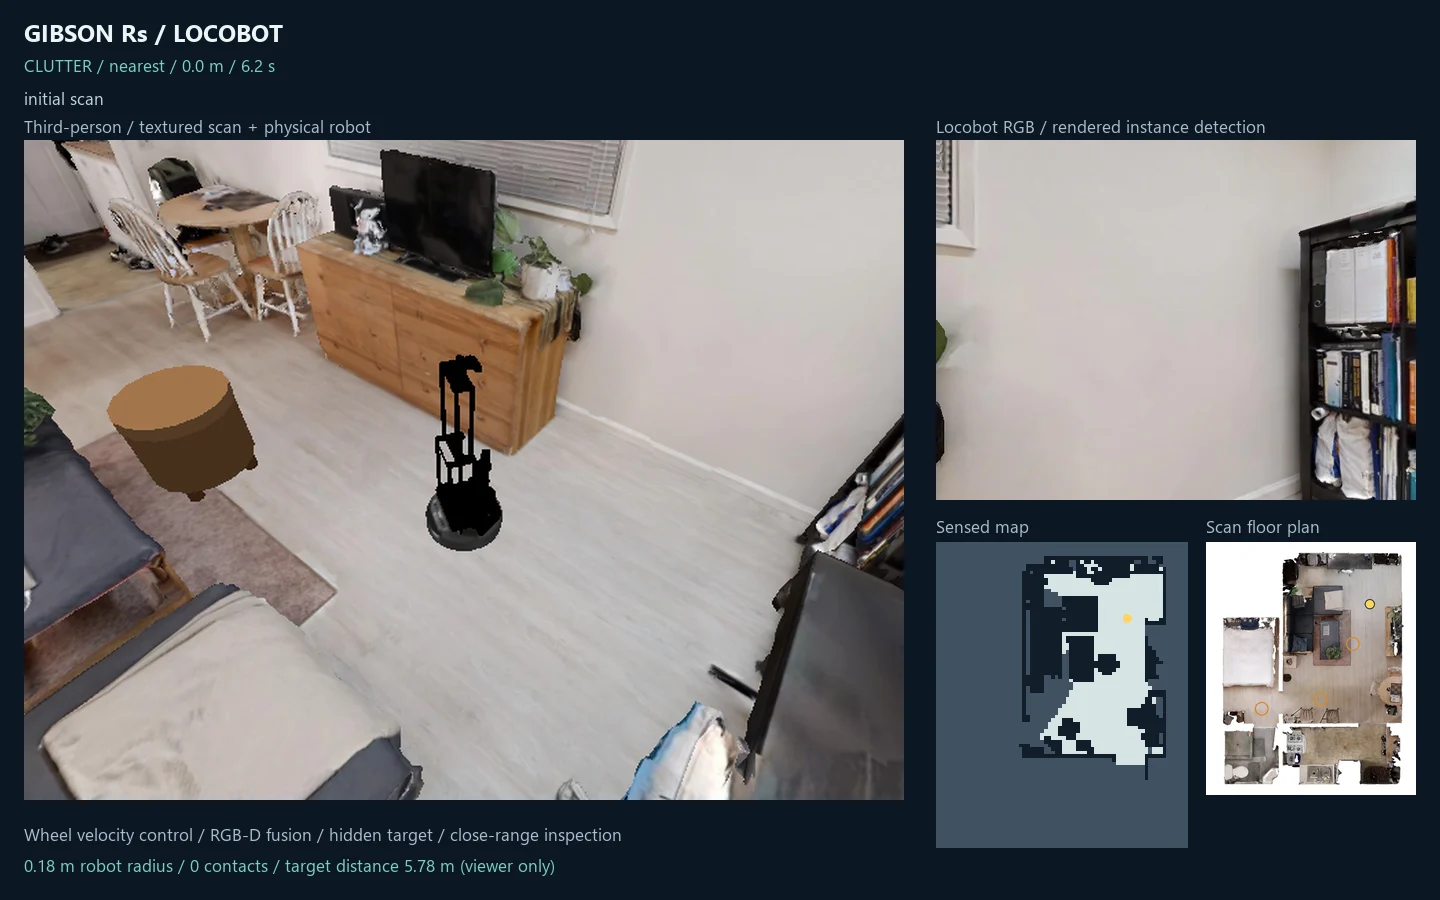 GIBSON Rs / LOCOBOT
CLUTTER / nearest / 0.0 m / 6.2 s
initial scan
Third-person / textured scan + physical robot
Locobot RGB / rendered instance detection
Sensed map
Scan floor plan
Wheel velocity control / RGB-D fusion / hidden target / close-range inspection
0.18 m robot radius / 0 contacts / target distance 5.78 m (viewer only)